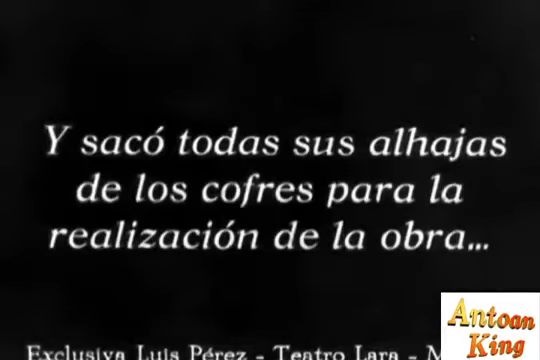 Y sacó todas sus alhajas
de los cofres para la
realización de la obra...
Exclusiva Luis Pérez - Teatro Lara -
Antoan
King